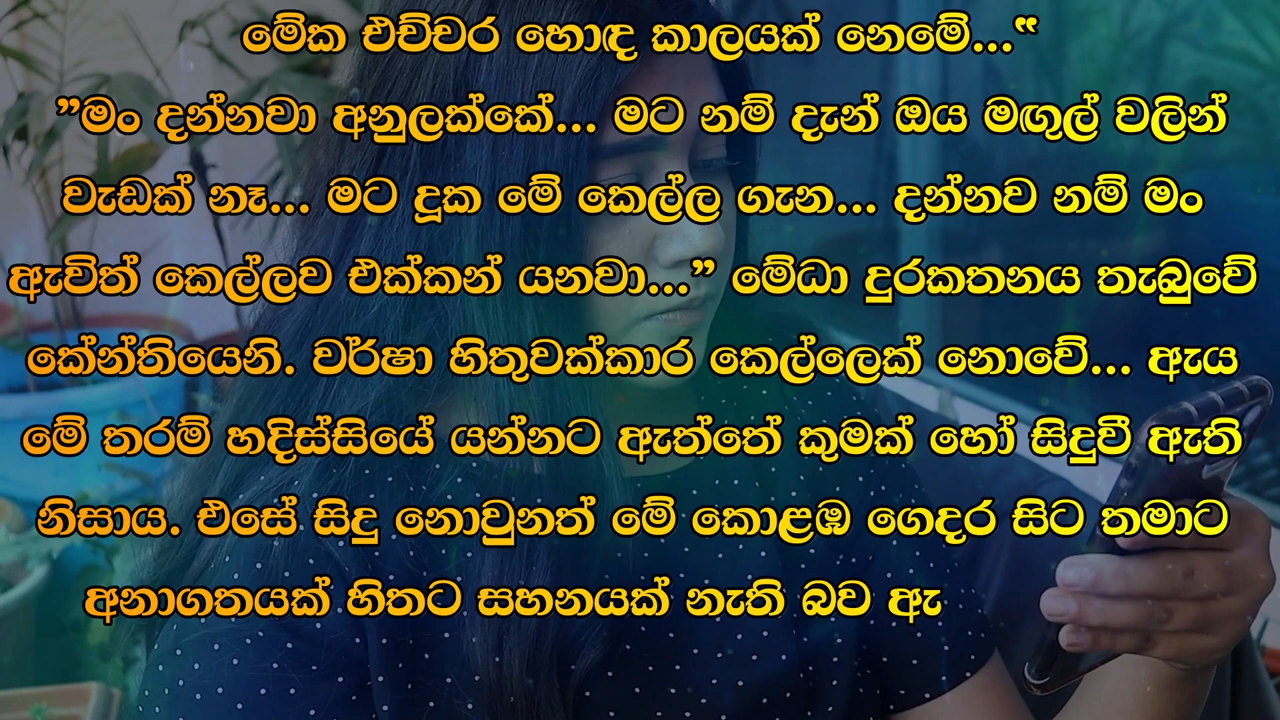 මේක එච්චර හොඳ කාලයක් නෙමේ...“
”මං දන්නවා අනුලක්කේ... මට නම් දැන් ඔය මඟුල් වලින්
වැඩක් නෑ... මට දූක මේ කෙල්ල ගැන... දන්නව නම් මං
ඇවිත් කෙල්ලව එක්කන් යනවා...” මේධා දුරකතනය තැබුවේ
කේන්තියෙනි. වර්ෂා හිතුවක්කාර කෙල්ලෙක් නොවේ... ඇය
මේ තරම් හදිස්සියේ යන්නට ඇත්තේ කුමක් හෝ සිදුවී ඇති
නිසාය. එසේ සිදු නොවුනත් මේ කොළඹ ගෙදර සිට තමාට
අනාගතයක් හිතට සහනයක් නැති බව ඇ